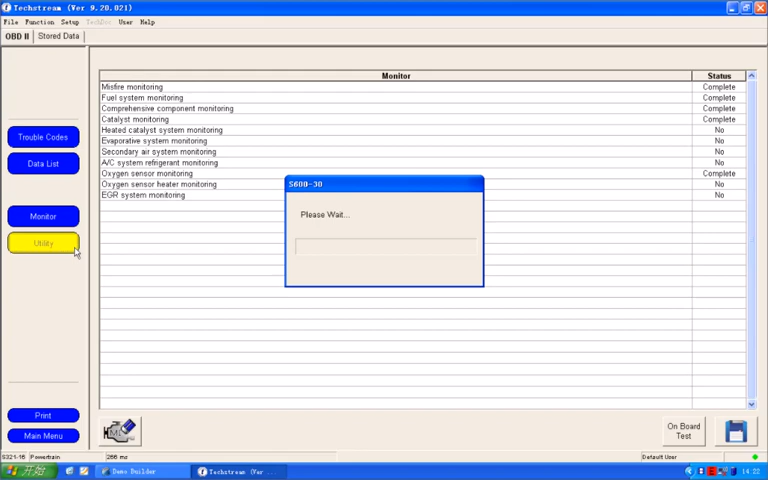 Techstream (Ver 9.20.021)
File Function Setup TechDoc User Help
OBD II Stored Data
Monitor Status
Misfire monitoring Complete
Fuel system monitoring Complete
Comprehensive component monitoring Complete
Catalyst monitoring Complete
Heated catalyst system monitoring No
Evaporative system monitoring No
Secondary air system monitoring No
A/C system refrigerant monitoring No
Oxygen sensor monitoring Complete
Oxygen sensor heater monitoring No
EGR system monitoring No
Trouble Codes
Data List
Monitor
Utility
S600-30
Please Wait...
Print
Main Menu
On Board
Test
S321-16 Powertrain 266 ms Default User
开始 Demo Builder Techstream (Ver ... 14:22